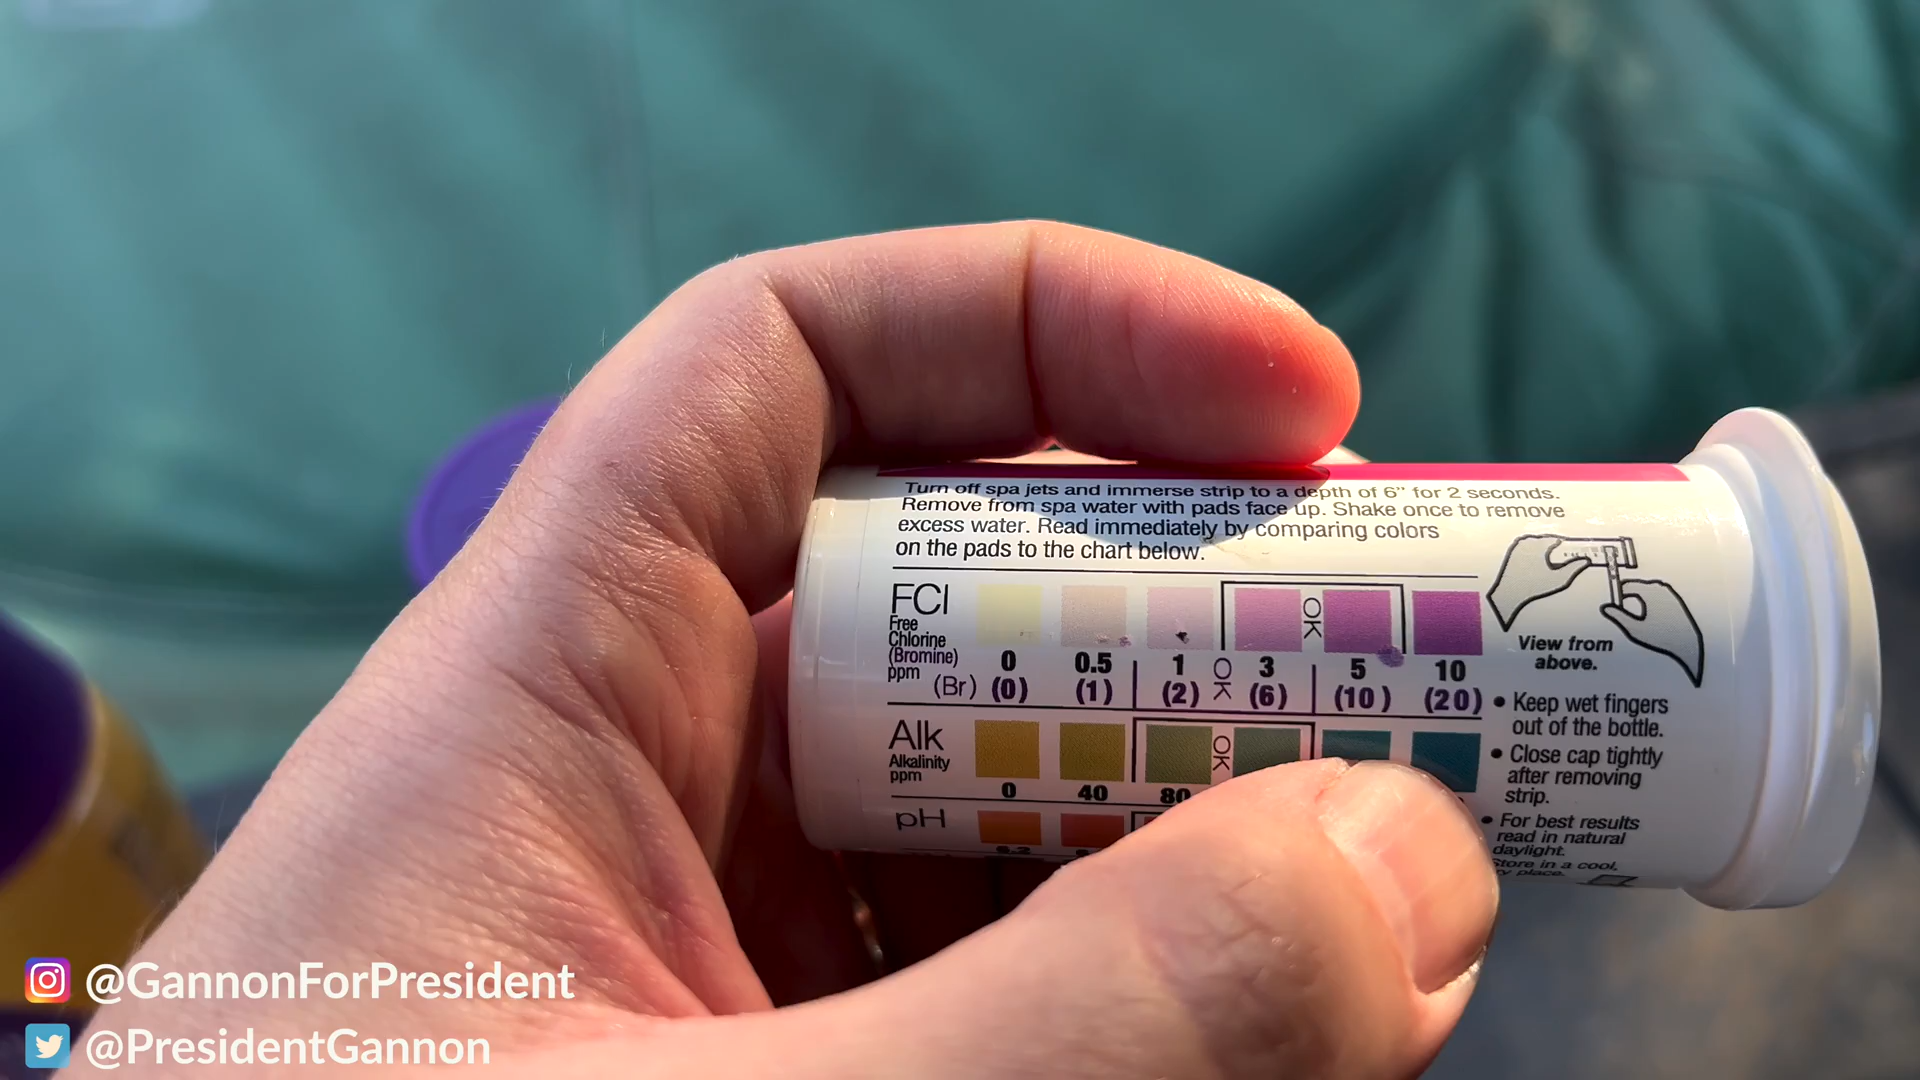 Turn off spa jets and immerse strip to a depth of 6" for 2 seconds.
Remove from spa water with pads face up. Shake once to remove
excess water. Read immediately by comparing colors
on the pads to the chart below.
FCl
Free
Chlorine
(Bromine)
ppm
OK
0 0.5 1 3 5 10
(Br) (0) (1) (2) OK (6) (10) (20)
Alk
Alkalinity
ppm
OK
0 40 80
pH
View from
above.
• Keep wet fingers
out of the bottle.
• Close cap tightly
after removing
strip.
• For best results
read in natural
daylight.
Store in a cool,
place.
@GannonForPresident
@PresidentGannon